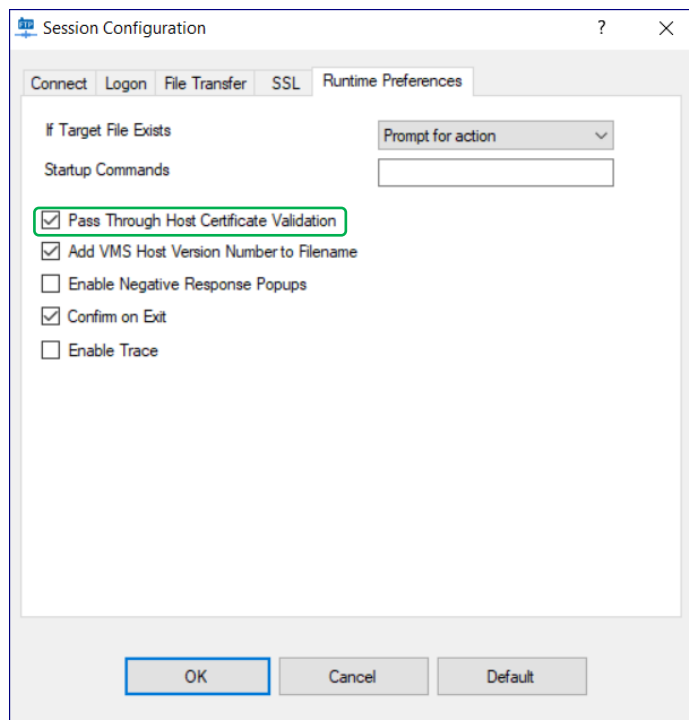 FTP
Session Configuration
?
Connect Logon File Transfer SSL Runtime Preferences
If Target File Exists Prompt for action
Startup Commands
Pass Through Host Certificate Validation
Add VMS Host Version Number to Filename
Enable Negative Response Popups
Confirm on Exit
Enable Trace
OK Cancel Default